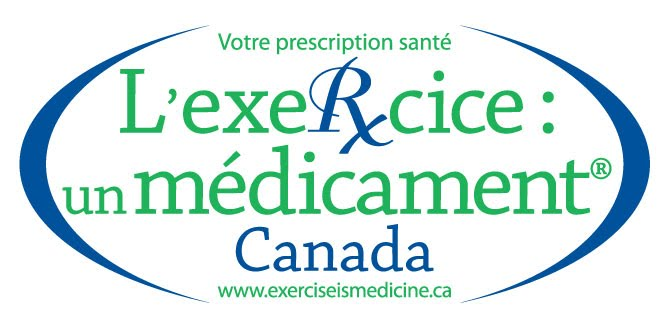 Votre prescription santé
L'exeRxcice :
un médicament®
Canada
www.exerciseismedicine.ca